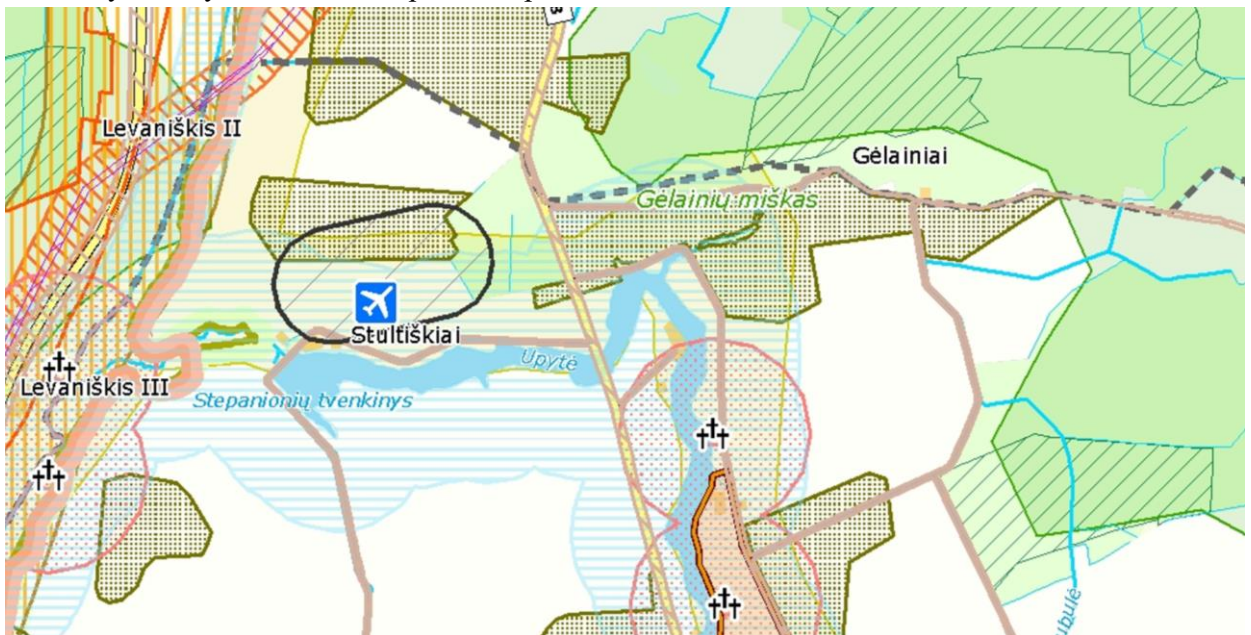 Levaniškis II
Gėlainiai
Gėlainių miškas
Stultiškiai
Upytė
Levaniškis III
Stepanionių tvenkinys